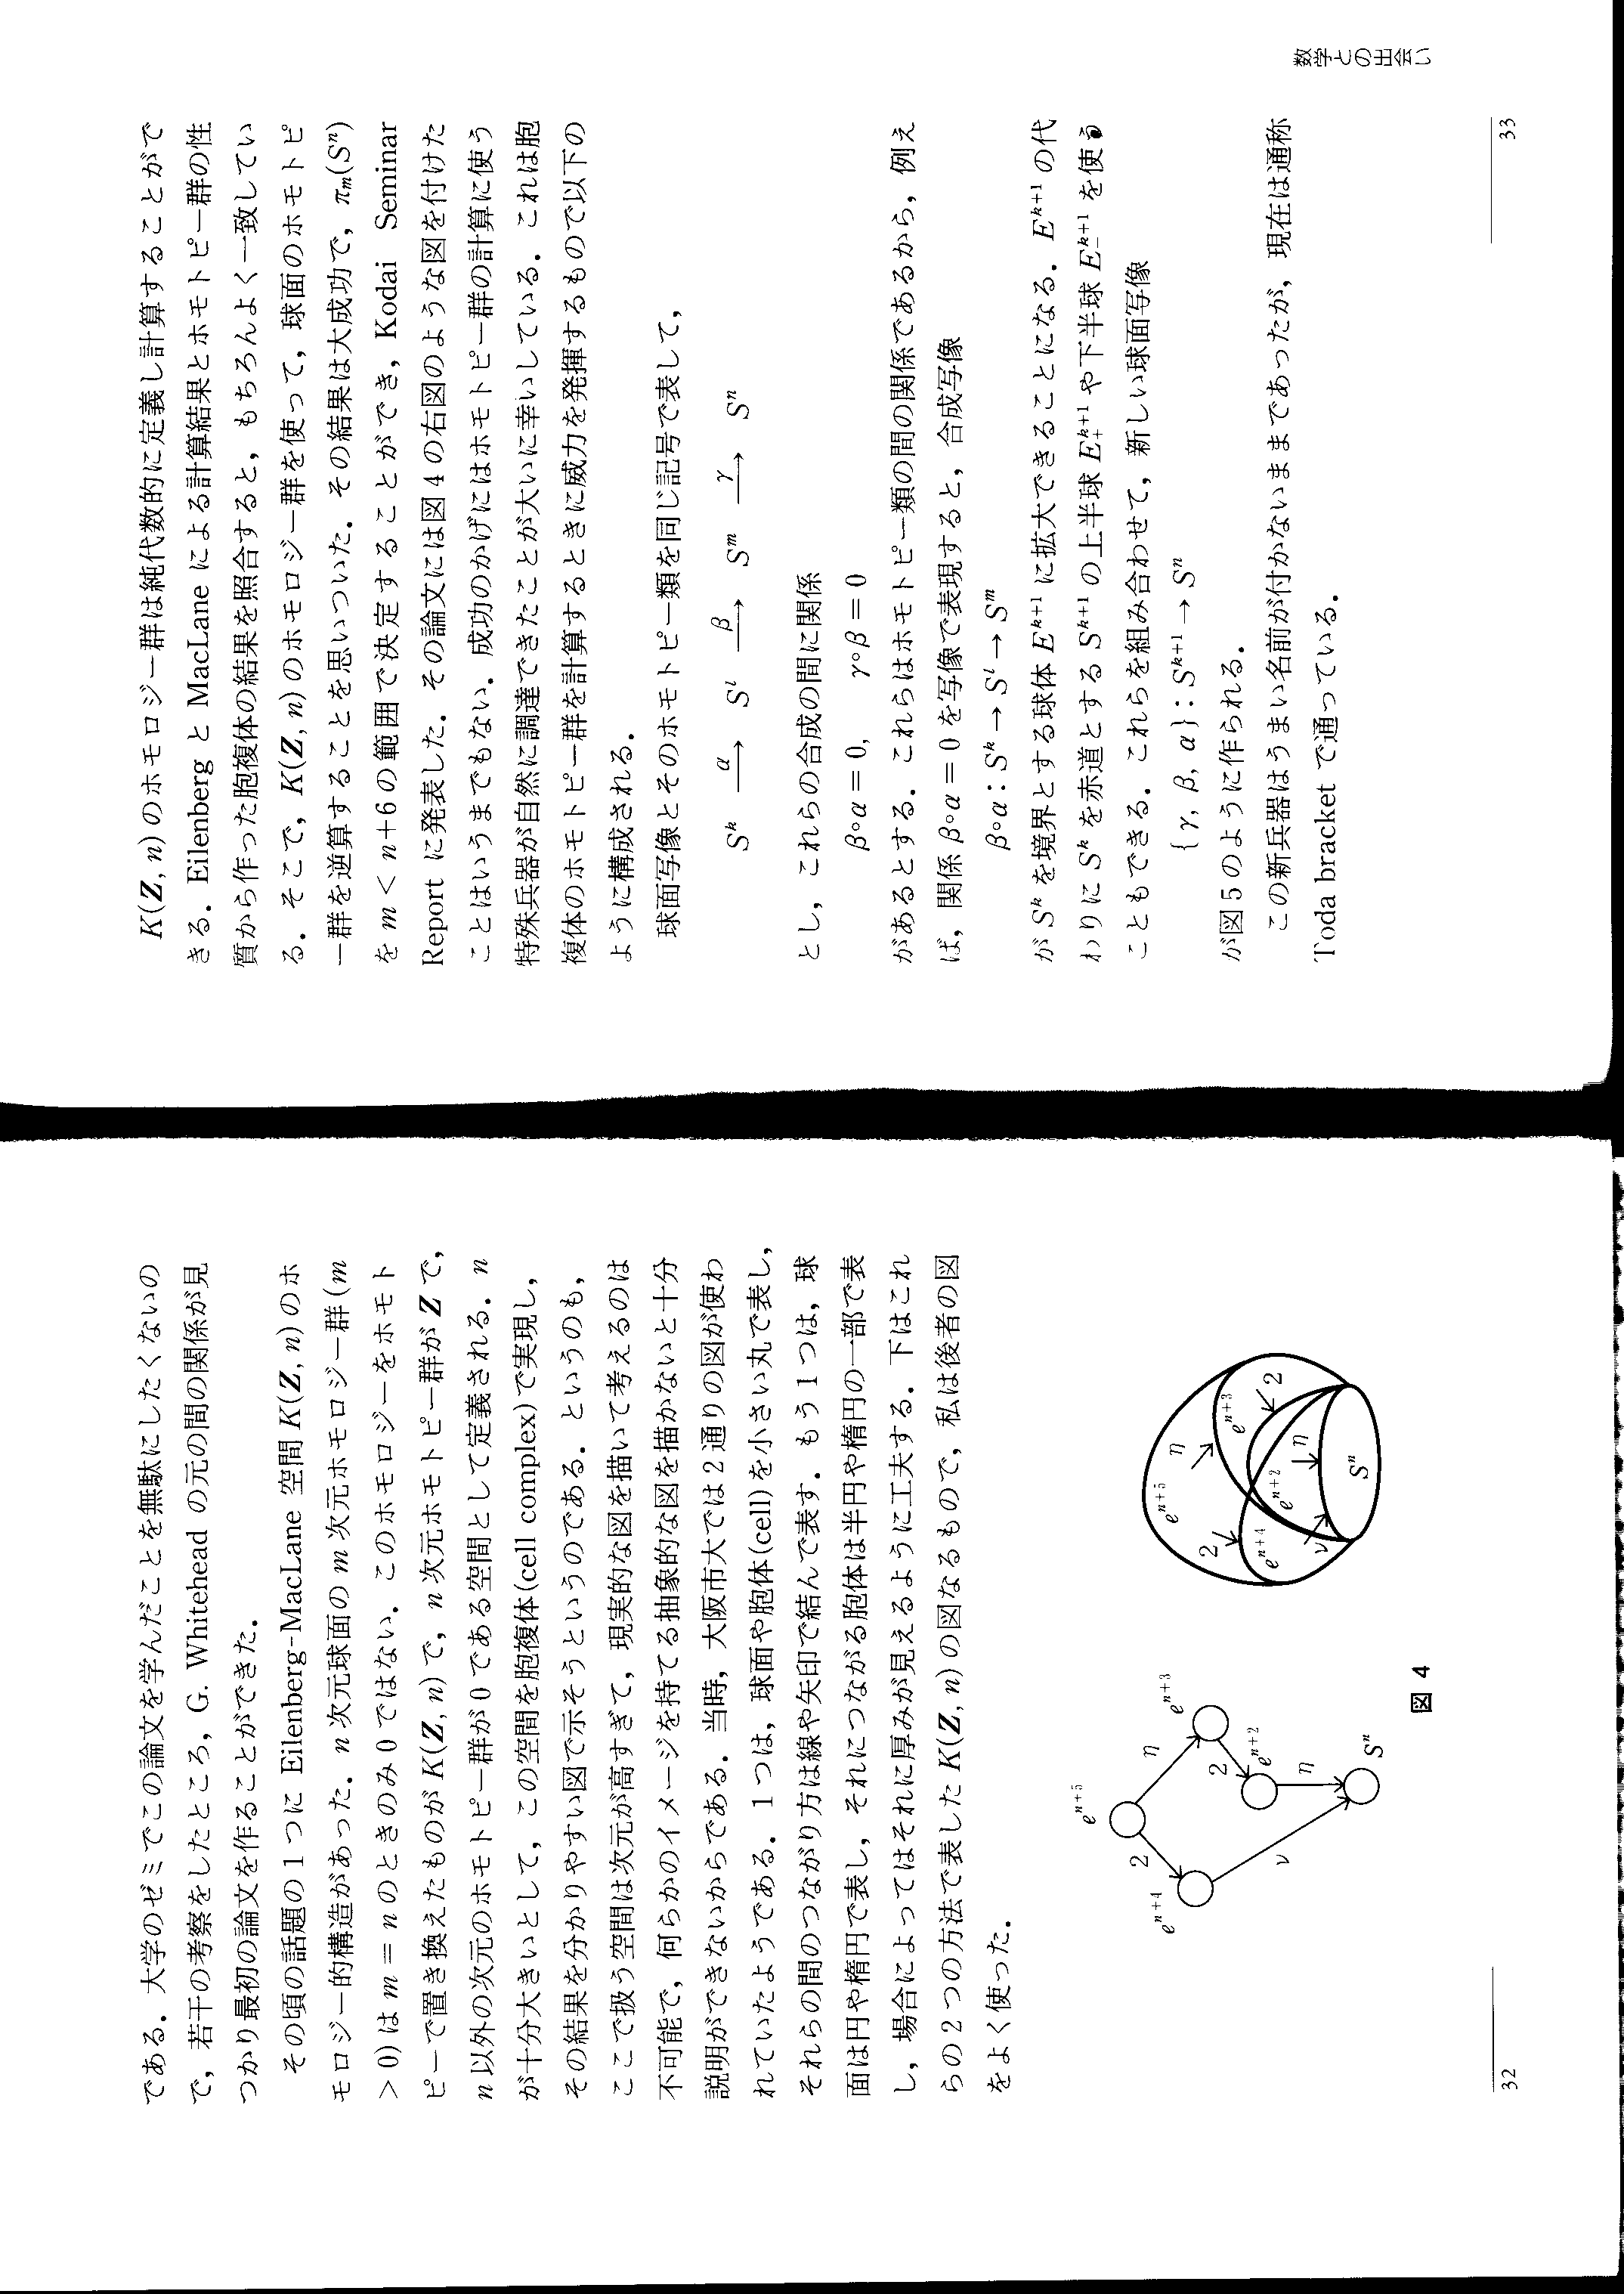 である．大学のゼミでこの論文を学んだことを無駄にしたくないの
で，若干の考察をしたところ，G. Whitehead の元の間の関係が見
つかり最初の論文を作ることができた．
その頃の話題の1つに Eilenberg-MacLane 空間 K(Z, n) のホ
モロジー的構造があった．n 次元球面の m 次元ホモロジー群(m
> 0) は m = n のときのみ 0 ではない．このホモロジーをホモト
ピーで置き換えたものが K(Z, n) で，n 次元ホモトピー群が Z で，
n 以外の次元のホモトピー群が 0 である空間として定義される．n
が十分大きいとして，この空間を胞複体(cell complex)で実現し，
その結果を分かりやすい図で示そうというのである．というのも，
ここで扱う空間は次元が高すぎて，現実的な図を描いて考えるのは
不可能で，何らかのイメージを持てる抽象的な図を描かないと十分
説明ができないからである．当時，大阪市大では2通りの図が使わ
れていたようである．1つは，球面や胞体(cell)を小さい丸で表し，
それらの間のつながり方は線や矢印で結んで表す．もう1つは，球
面は円や楕円で表し，それにつながる胞体は半円や楕円の一部で表
し，場合によってはそれに厚みが見えるように工夫する．下はこれ
らの2つの方法で表した K(Z, n) の図なるもので，私は後者の図
をよく使った．
eⁿ⁺⁵
2
η
eⁿ⁺⁴
eⁿ⁺³
2
eⁿ⁺²
ν
η
Sⁿ
eⁿ⁺⁵
η
2
eⁿ⁺³
eⁿ⁺⁴
eⁿ⁺²
2
ν
η
Sⁿ
図 4
32
K(Z, n) のホモロジー群は純代数的に定義し計算することがで
きる．Eilenberg と MacLane による計算結果とホモトピー群の性
質から作った胞複体の結果を照合すると，もちろんよく一致してい
る．そこで，K(Z, n) のホモロジー群を使って，球面のホモトピ
ー群を逆算することを思いついた．その結果は大成功で，πₘ(Sⁿ)
を m < n+6 の範囲で決定することができ，Kodai Seminar
Report に発表した．その論文には図4の右図のような図を付けた
ことはいうまでもない．成功のかげにはホモトピー群の計算に使う
特殊兵器が自然に調達できたことが大いに幸いしている．これは胞
複体のホモトピー群を計算するときに威力を発揮するもので以下の
ように構成される．
球面写像とそのホモトピー類を同じ記号で表して，
Sᵏ —α→ Sˡ —β→ Sᵐ —γ→ Sⁿ
とし，これらの合成の間に関係
β∘α = 0, γ∘β = 0
があるとする．これらはホモトピー類の間の関係であるから，例え
ば，関係 β∘α = 0 を写像で表現すると，合成写像
β∘α : Sᵏ → Sˡ → Sᵐ
が Sᵏ を境界とする球体 Eᵏ⁺¹ に拡大できることになる．Eᵏ⁺¹ の代
わりに Sᵏ を赤道とする Sᵏ⁺¹ の上半球 E₊ᵏ⁺¹ や下半球 E₋ᵏ⁺¹ を使う
こともできる．これらを組み合わせて，新しい球面写像
{γ, β, α} : Sᵏ⁺¹ → Sⁿ
が図5のように作られる．
この新兵器はうまい名前が付かないままであったが，現在は通称
Toda bracket で通っている．
数学との出会い
33